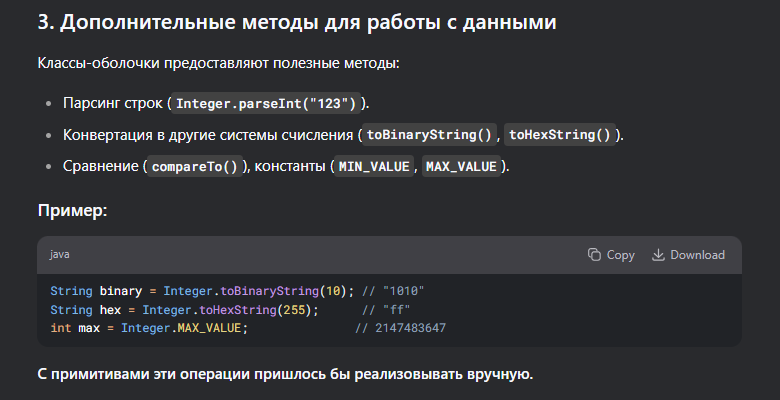 3. Дополнительные методы для работы с данными
Классы-оболочки предоставляют полезные методы:
• Парсинг строк (Integer.parseInt("123")).
• Конвертация в другие системы счисления (toBinaryString(), toHexString()).
• Сравнение (compareTo()), константы (MIN_VALUE, MAX_VALUE).
Пример:
java Copy Download
String binary = Integer.toBinaryString(10); // "1010"
String hex = Integer.toHexString(255);      // "ff"
int max = Integer.MAX_VALUE;               // 2147483647
С примитивами эти операции пришлось бы реализовывать вручную.